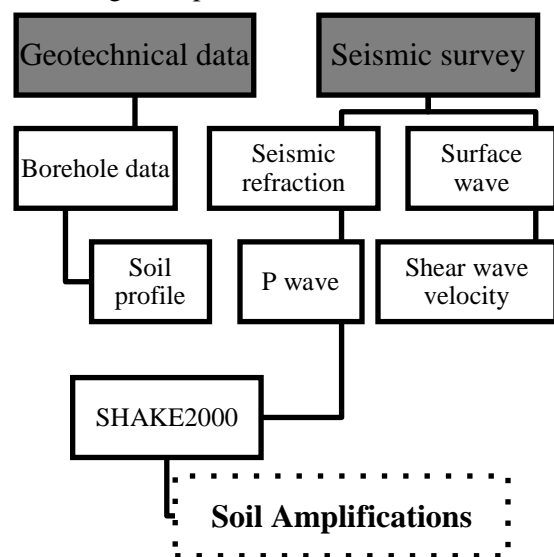 Geotechnical data
Seismic survey
Borehole data
Seismic
refraction
Surface
wave
Soil
profile
P wave
Shear wave
velocity
SHAKE2000
Soil Amplifications